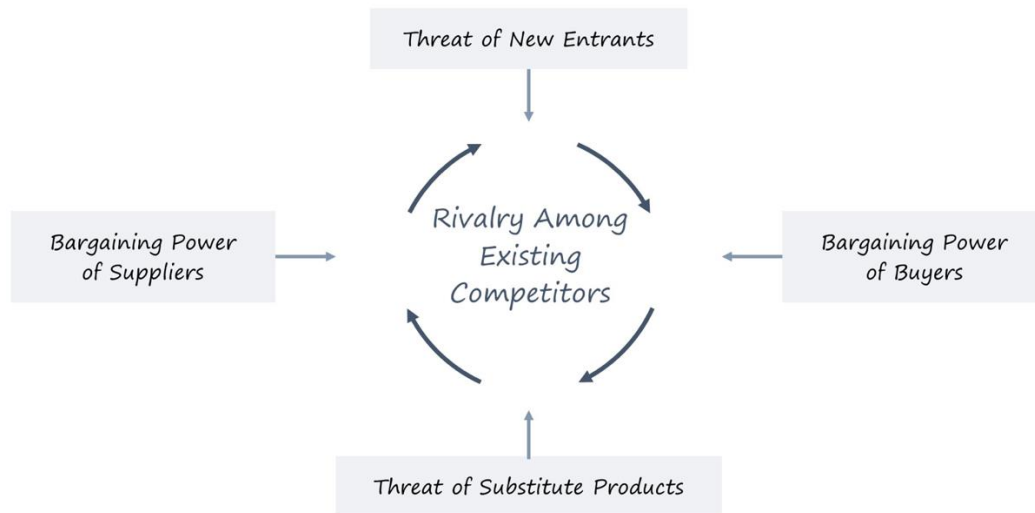 Threat of New Entrants
Bargaining Power
of Suppliers
Rivalry Among
Existing
Competitors
Bargaining Power
of Buyers
Threat of Substitute Products